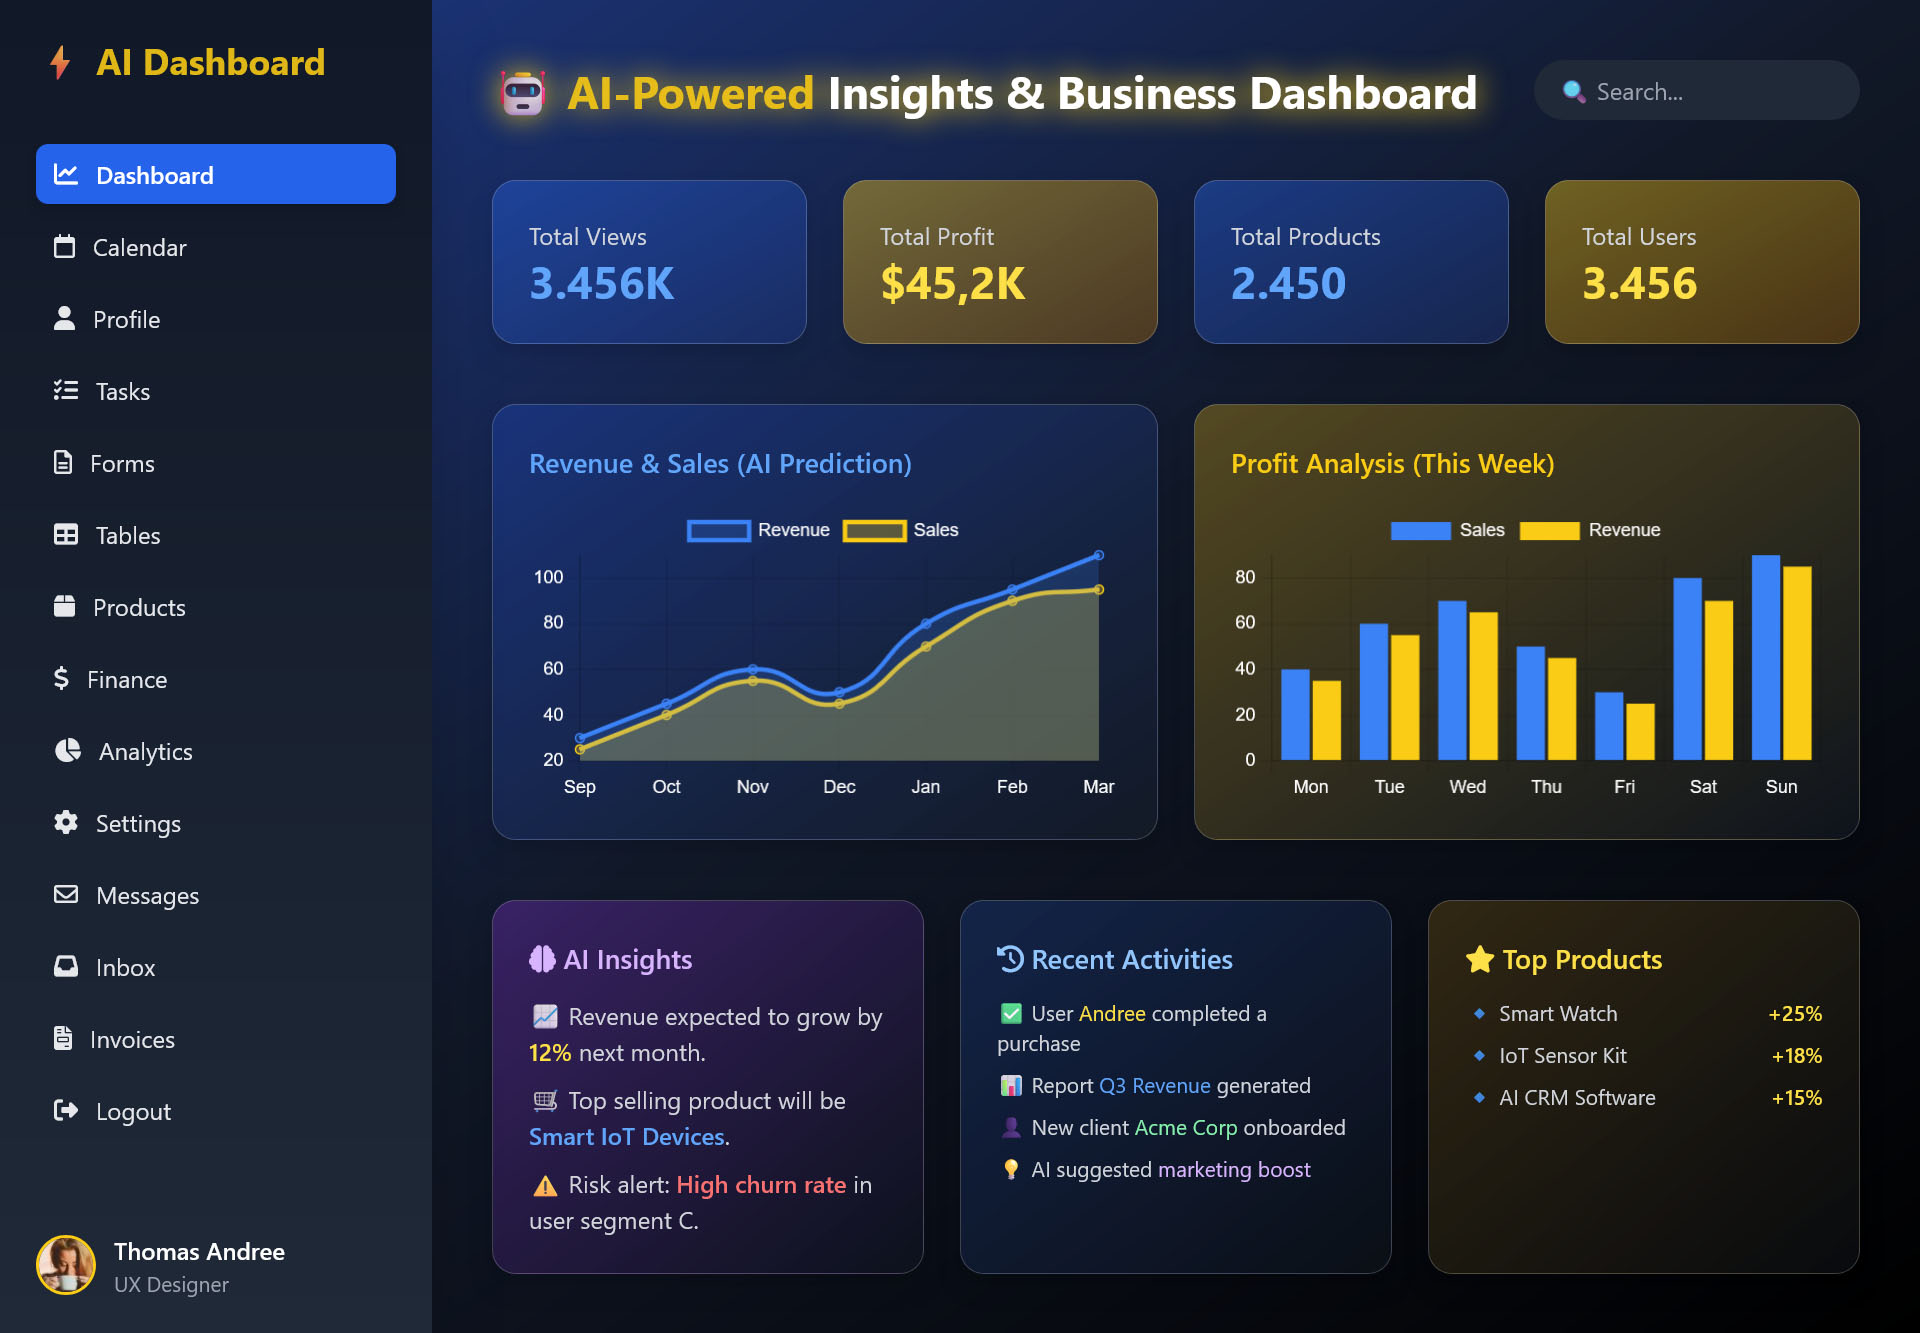 AI Dashboard
Dashboard
Calendar
Profile
Tasks
Forms
Tables
Products
Finance
Analytics
Settings
Messages
Inbox
Invoices
Logout
Thomas Andree
UX Designer
AI-Powered Insights & Business Dashboard
Search...
Total Views
3.456K
Total Profit
$45,2K
Total Products
2.450
Total Users
3.456
Revenue & Sales (AI Prediction)
Revenue Sales
100
80
60
40
20
Sep Oct Nov Dec Jan Feb Mar
Profit Analysis (This Week)
Sales Revenue
80
60
40
20
0
Mon Tue Wed Thu Fri Sat Sun
AI Insights
Revenue expected to grow by
12% next month.
Top selling product will be
Smart IoT Devices.
Risk alert: High churn rate in
user segment C.
Recent Activities
User Andree completed a
purchase
Report Q3 Revenue generated
New client Acme Corp onboarded
AI suggested marketing boost
Top Products
Smart Watch +25%
IoT Sensor Kit +18%
AI CRM Software +15%